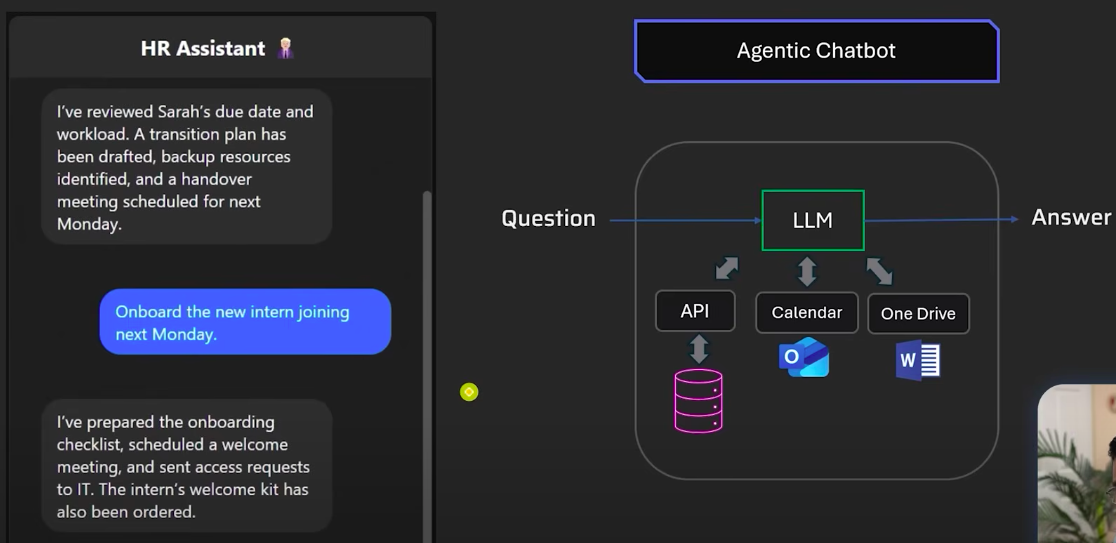 HR Assistant
I've reviewed Sarah's due date and
workload. A transition plan has
been drafted, backup resources
identified, and a handover
meeting scheduled for next
Monday.
Onboard the new intern joining
next Monday.
I've prepared the onboarding
checklist, scheduled a welcome
meeting, and sent access requests
to IT. The intern's welcome kit has
also been ordered.
Agentic Chatbot
Question
LLM
Answer
API
Calendar
One Drive
O
W